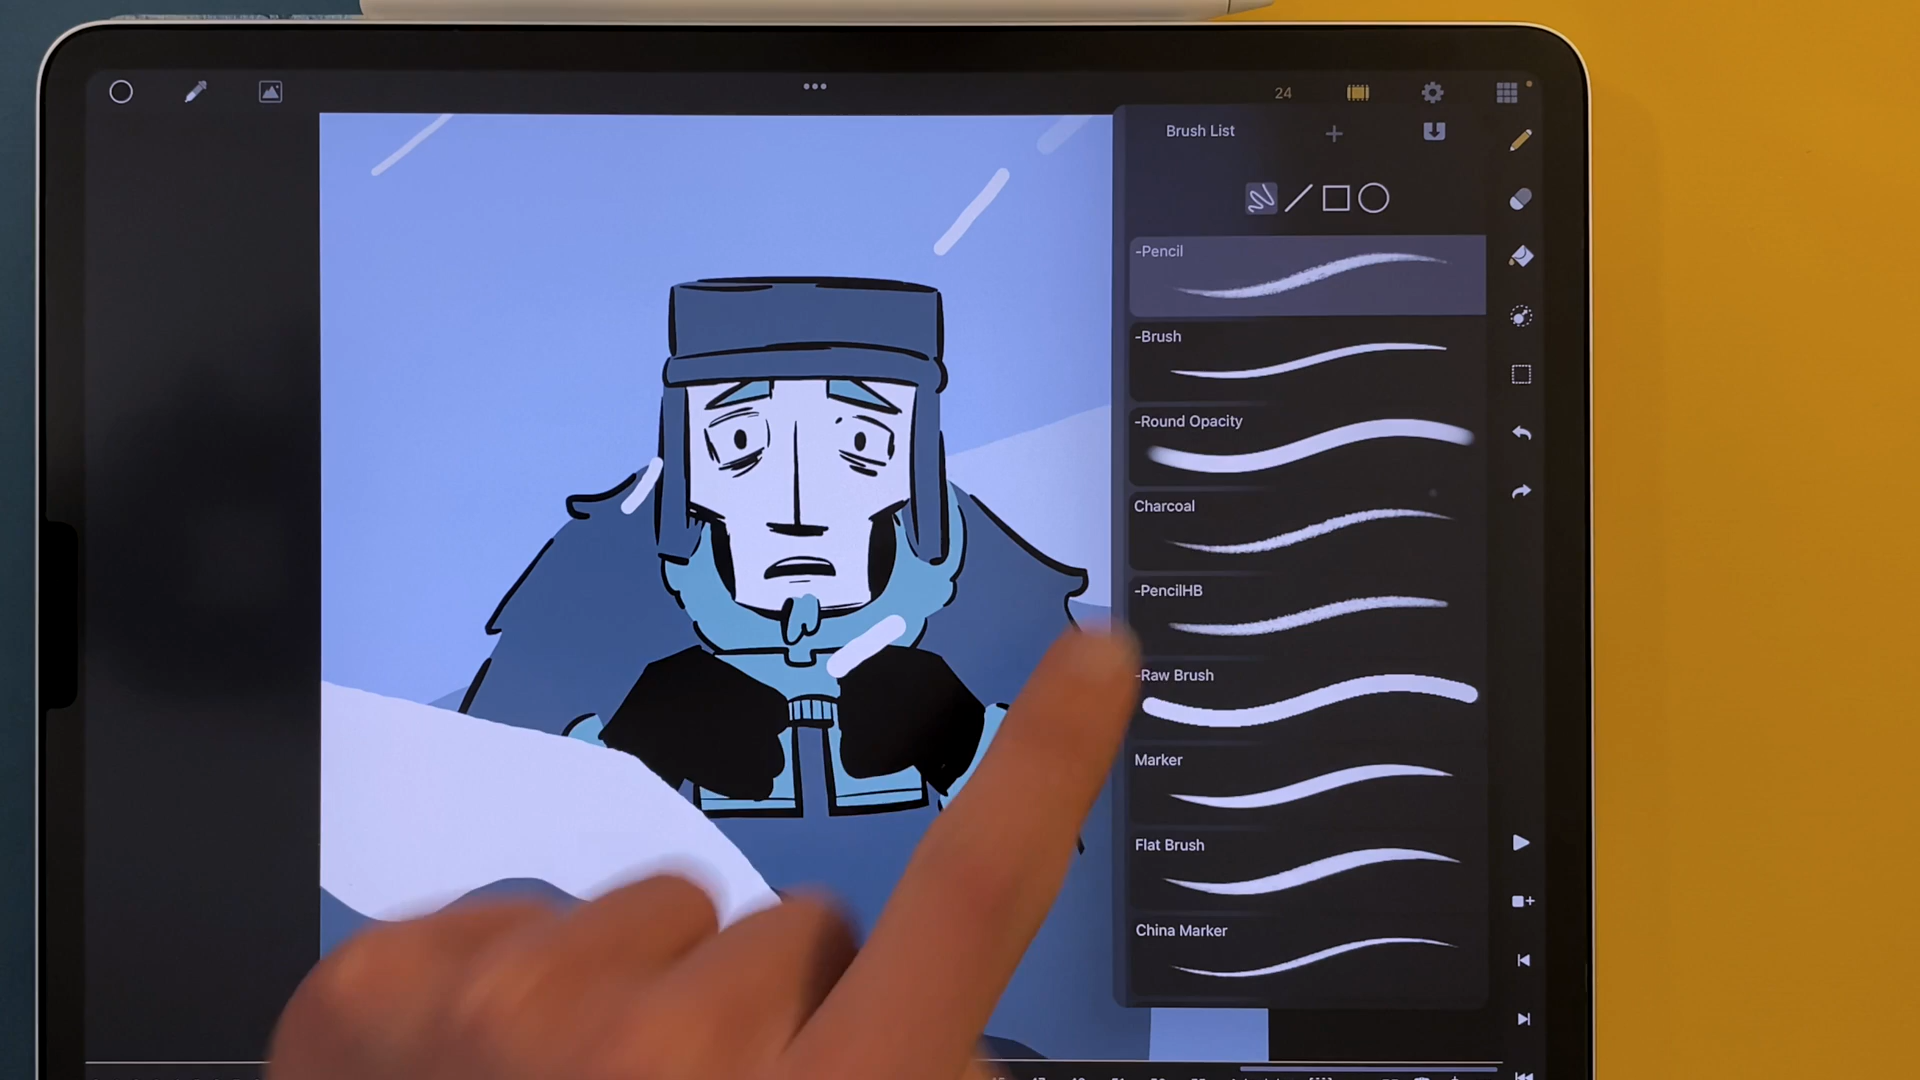 24
Brush List
-Pencil
-Brush
-Round Opacity
Charcoal
-PencilHB
-Raw Brush
Marker
Flat Brush
China Marker